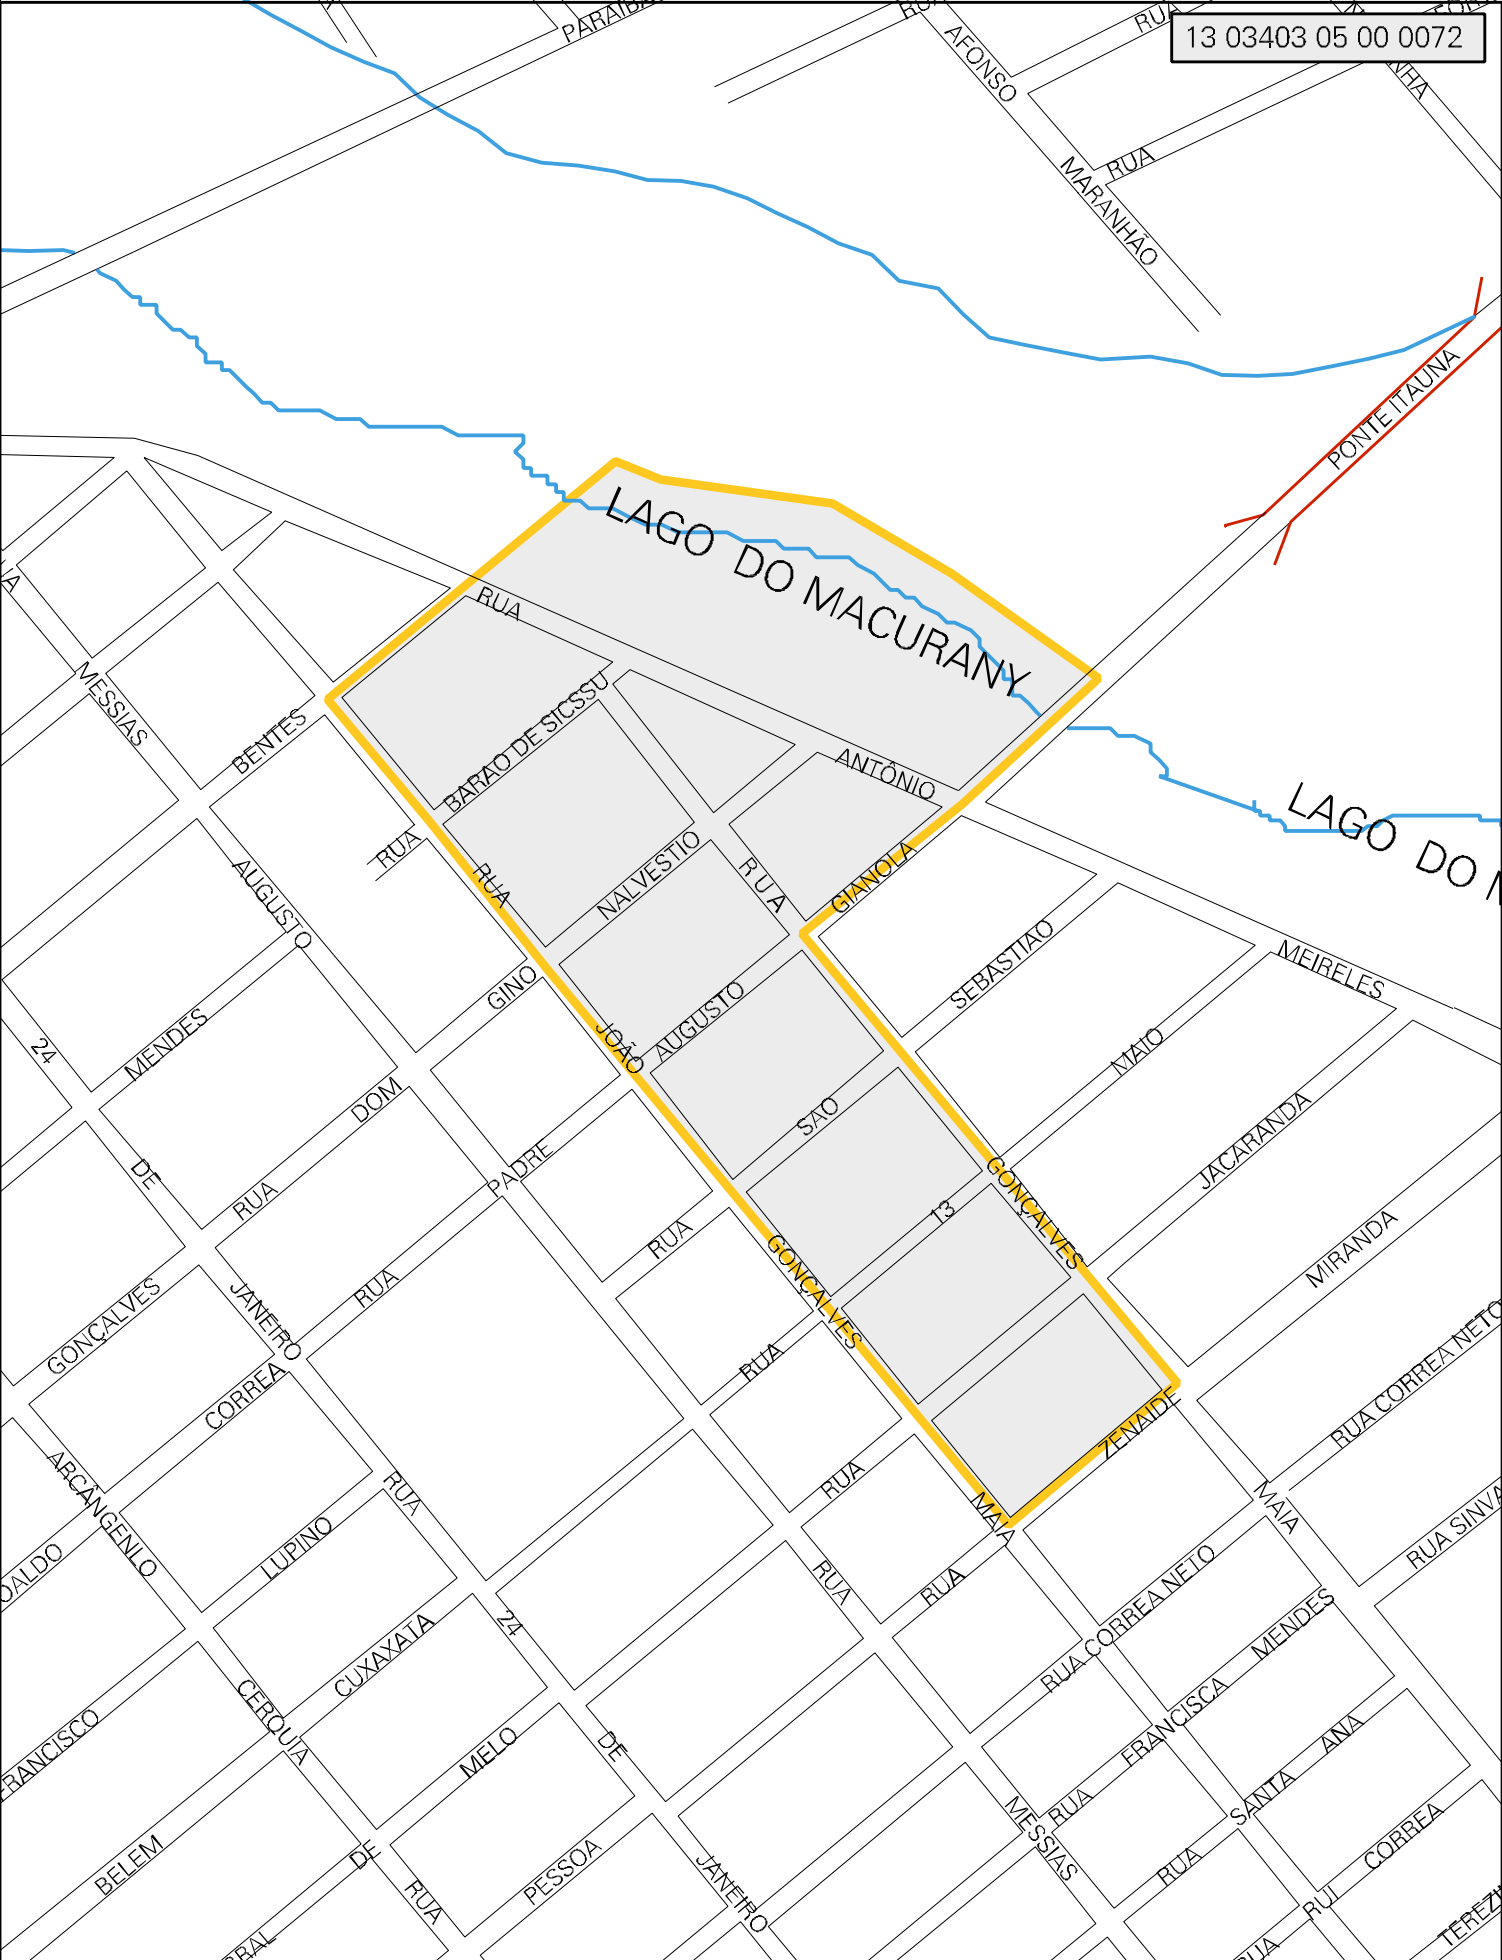 13 03403 05 00 0072
RUA
RUA
AFONSO
MARANHÃO
RUA
PONTE ITAUNA
LAGO DO MACURANY
RUA
ANTÔNIO
MEIRELES
LAGO DO
MESSIAS
BENTES
BARAO DE SICSSU
RUA
RUA
NALVESTIO
RUA
GIANOLA
AUGUSTO
GINO
JOÃO
AUGUSTO
SEBASTIAO
MAIO
JACARANDA
24
MENDES
DOM
PADRE
SAO
13
GONÇALVES
MIRANDA
DE
RUA
RUA
RUA
GONÇALVES
GONÇALVES
JANEIRO
CORREA
RUA
RUA
ZENAIDE
RUA CORREA NETO
ARCÂNGENLO
LUPINO
RUA
RUA
MAIA
RUA
MAIA
CUXAXATA
24
RUA CORREA NETO
FRANCISCA MENDES
RUA
CERQUIA
MELO
DE
SANTA ANA
RUA
BELEM
DE
RUA
PESSOA
JANEIRO
MESSIAS
CORREA
RUI